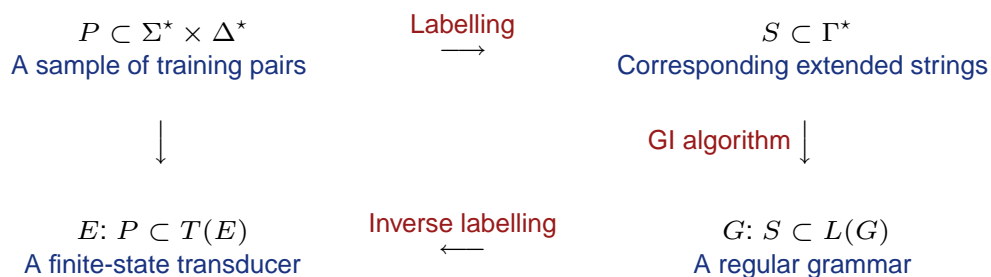 P ⊂ Σ⋆ × Δ⋆ Labelling ⟶ S ⊂ Γ⋆
A sample of training pairs Corresponding extended strings
↓ GI algorithm ↓
E: P ⊂ T(E) Inverse labelling ⟵ G: S ⊂ L(G)
A finite-state transducer A regular grammar